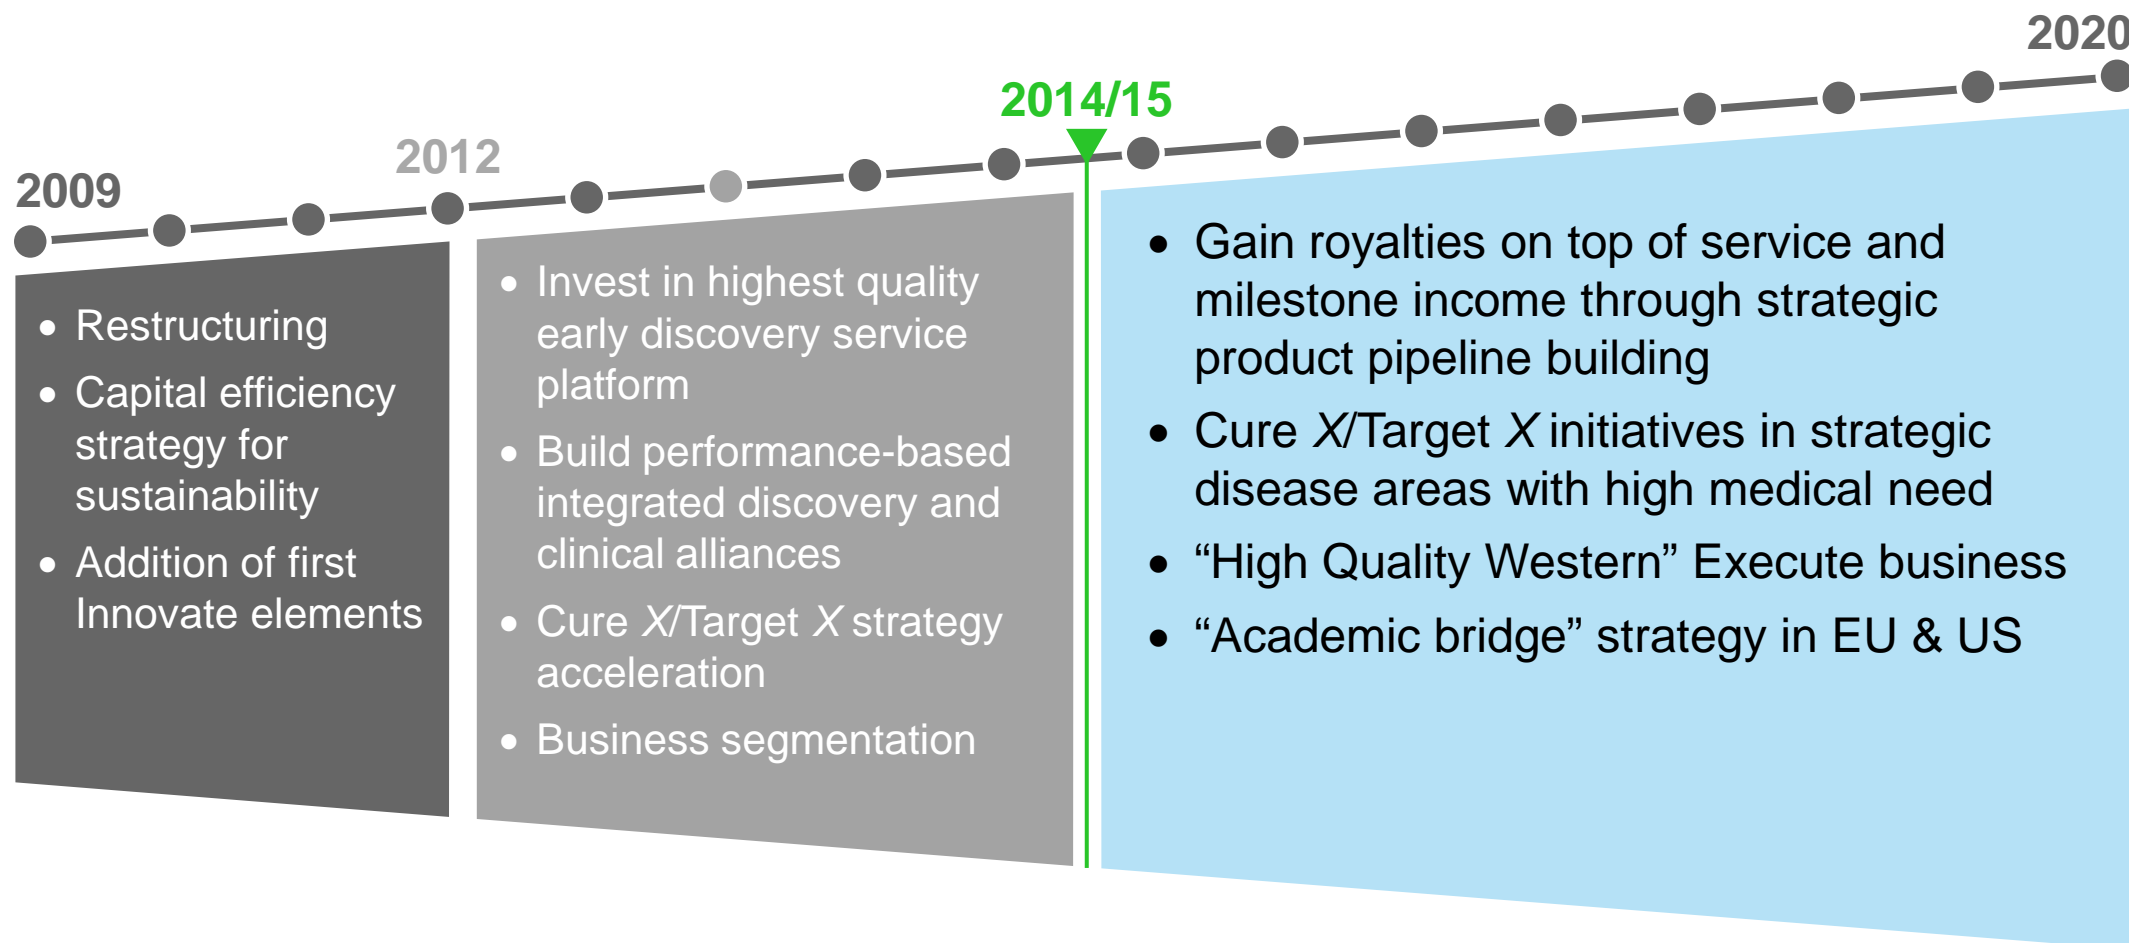 2009
2012
2014/15
2020
• Restructuring
• Capital efficiency
strategy for
sustainability
• Addition of first
Innovate elements
• Invest in highest quality
early discovery service
platform
• Build performance-based
integrated discovery and
clinical alliances
• Cure X/Target X strategy
acceleration
• Business segmentation
• Gain royalties on top of service and
milestone income through strategic
product pipeline building
• Cure X/Target X initiatives in strategic
disease areas with high medical need
• “High Quality Western” Execute business
• “Academic bridge” strategy in EU & US